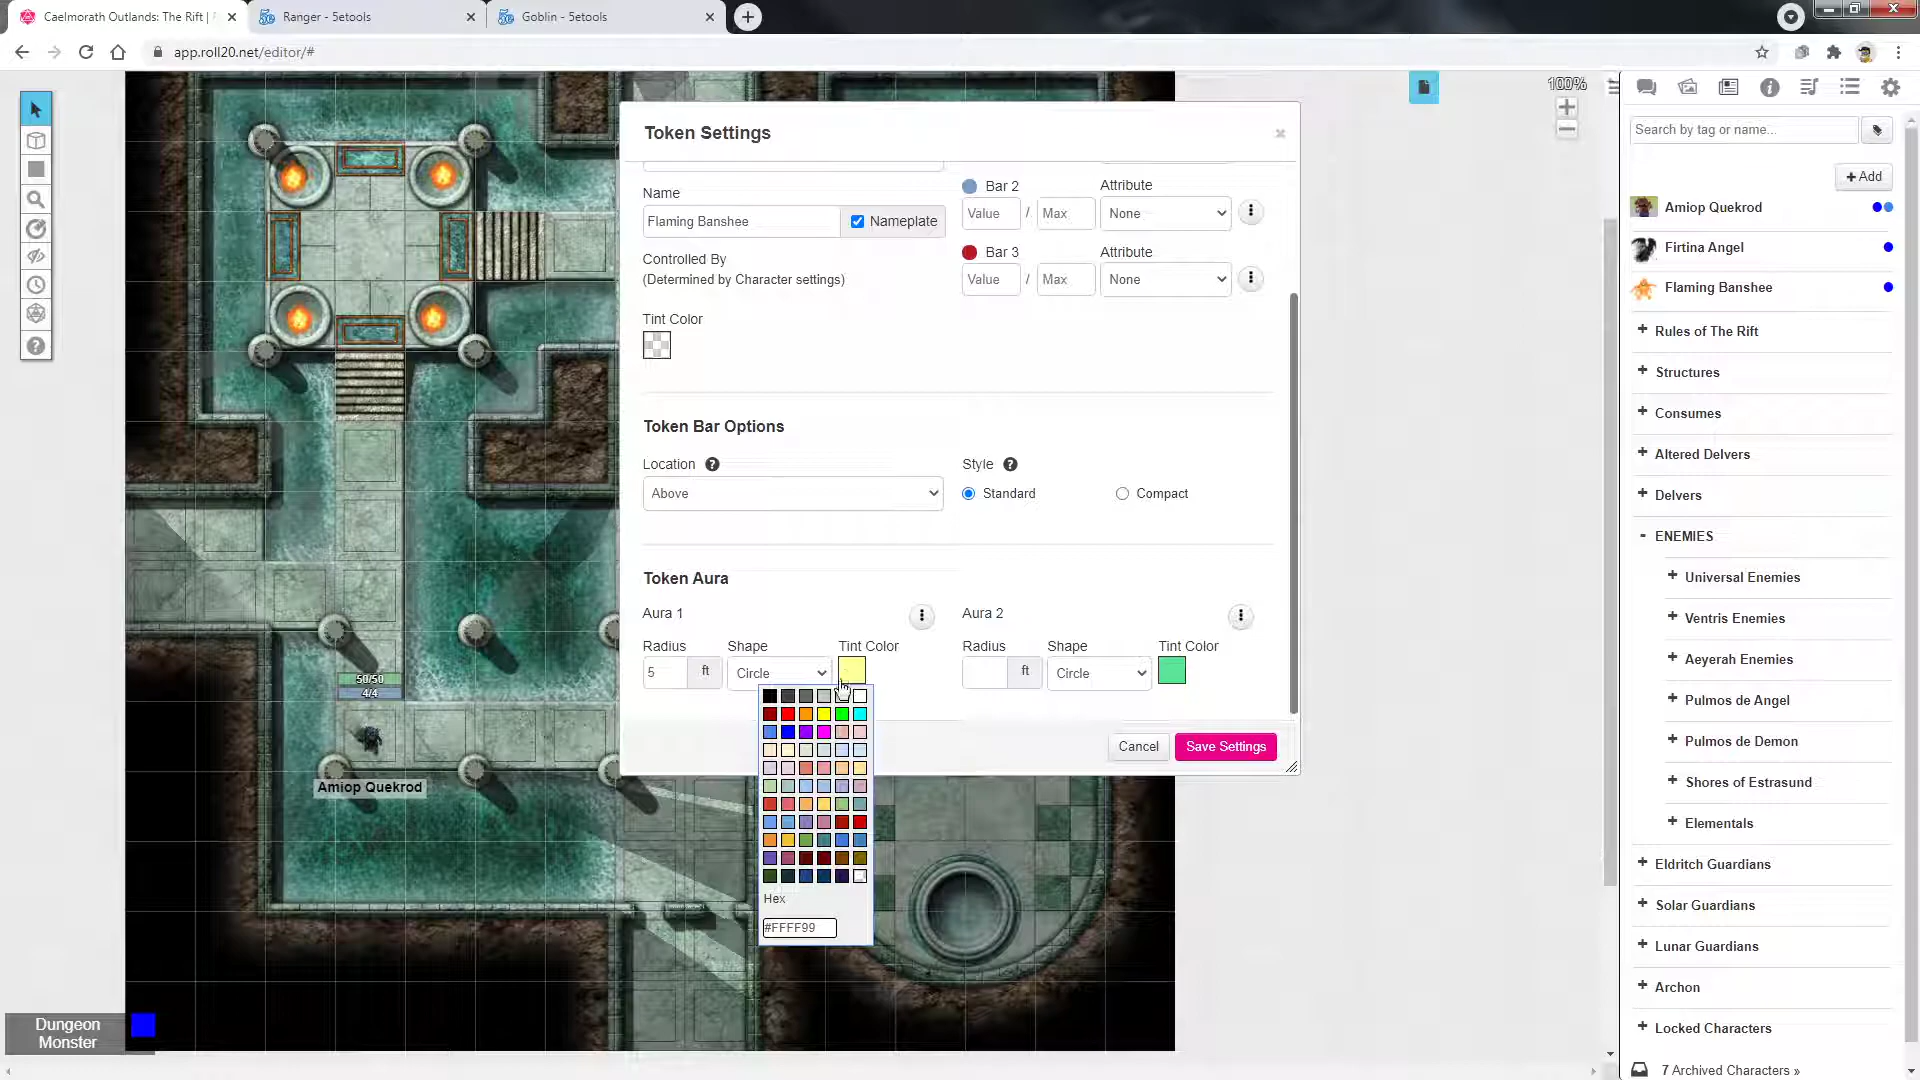 Caelmorath Outlands: The Rift |
Ranger - 5etools
Goblin - 5etools
app.roll20.net/editor/#
100%
Token Settings
Name
Flaming Banshee
Nameplate
Controlled By
(Determined by Character settings)
Tint Color
Bar 2
Attribute
Value
/
Max
None
Bar 3
Attribute
Value
/
Max
None
Token Bar Options
Location
Above
Style
Standard
Compact
Token Aura
Aura 1
Radius
Shape
Tint Color
5
ft
Circle
Aura 2
Radius
Shape
Tint Color
ft
Circle
Hex
#FFFF99
Cancel
Save Settings
50/50
4/4
Amiop Quekrod
Dungeon
Monster
Search by tag or name...
+ Add
Amiop Quekrod
Firtina Angel
Flaming Banshee
+ Rules of The Rift
+ Structures
+ Consumes
+ Altered Delvers
+ Delvers
- ENEMIES
+ Universal Enemies
+ Ventris Enemies
+ Aeyerah Enemies
+ Pulmos de Angel
+ Pulmos de Demon
+ Shores of Estrasund
+ Elementals
+ Eldritch Guardians
+ Solar Guardians
+ Lunar Guardians
+ Archon
+ Locked Characters
7 Archived Characters »